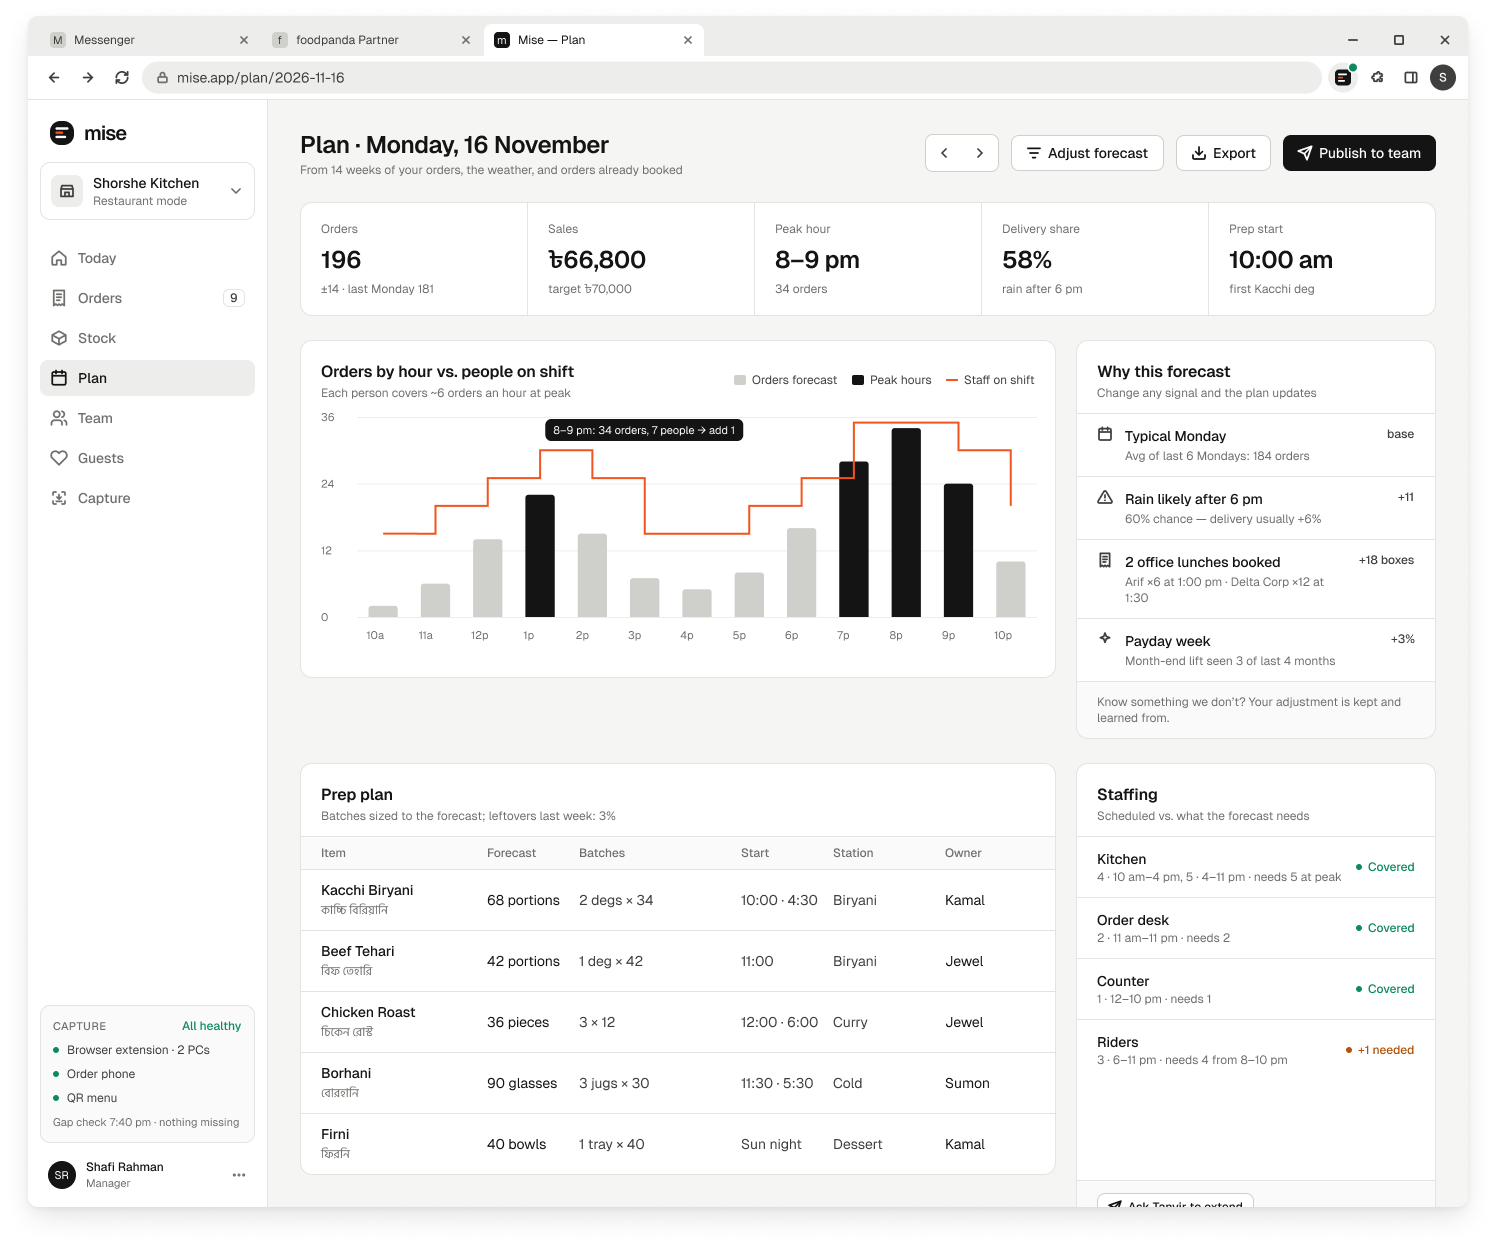 M Messenger
f foodpanda Partner
m Mise — Plan
mise.app/plan/2026-11-16
S
mise
Shorshe Kitchen
Restaurant mode
Today
Orders 9
Stock
Plan
Team
Guests
Capture
CAPTURE All healthy
Browser extension · 2 PCs
Order phone
QR menu
Gap check 7:40 pm · nothing missing
SR Shafi Rahman
Manager
Plan · Monday, 16 November
From 14 weeks of your orders, the weather, and orders already booked
Adjust forecast
Export
Publish to team
Orders
196
±14 · last Monday 181
Sales
৳66,800
target ৳70,000
Peak hour
8–9 pm
34 orders
Delivery share
58%
rain after 6 pm
Prep start
10:00 am
first Kacchi deg
Orders by hour vs. people on shift
Each person covers ~6 orders an hour at peak
Orders forecast Peak hours Staff on shift
8–9 pm: 34 orders, 7 people → add 1
36
24
12
0
10a 11a 12p 1p 2p 3p 4p 5p 6p 7p 8p 9p 10p
Why this forecast
Change any signal and the plan updates
Typical Monday base
Avg of last 6 Mondays: 184 orders
Rain likely after 6 pm +11
60% chance — delivery usually +6%
2 office lunches booked +18 boxes
Arif ×6 at 1:00 pm · Delta Corp ×12 at
1:30
Payday week +3%
Month-end lift seen 3 of last 4 months
Know something we don’t? Your adjustment is kept and
learned from.
Prep plan
Batches sized to the forecast; leftovers last week: 3%
Item Forecast Batches Start Station Owner
Kacchi Biryani 68 portions 2 degs × 34 10:00 · 4:30 Biryani Kamal
কাচ্চি বিরিয়ানি
Beef Tehari 42 portions 1 deg × 42 11:00 Biryani Jewel
বিফ তেহারি
Chicken Roast 36 pieces 3 × 12 12:00 · 6:00 Curry Jewel
চিকেন রোস্ট
Borhani 90 glasses 3 jugs × 30 11:30 · 5:30 Cold Sumon
বোরহানি
Firni 40 bowls 1 tray × 40 Sun night Dessert Kamal
ফিরনি
Staffing
Scheduled vs. what the forecast needs
Kitchen Covered
4 · 10 am–4 pm, 5 · 4–11 pm · needs 5 at peak
Order desk Covered
2 · 11 am–11 pm · needs 2
Counter Covered
1 · 12–10 pm · needs 1
Riders +1 needed
3 · 6–11 pm · needs 4 from 8–10 pm
Ask Tanvir to extend